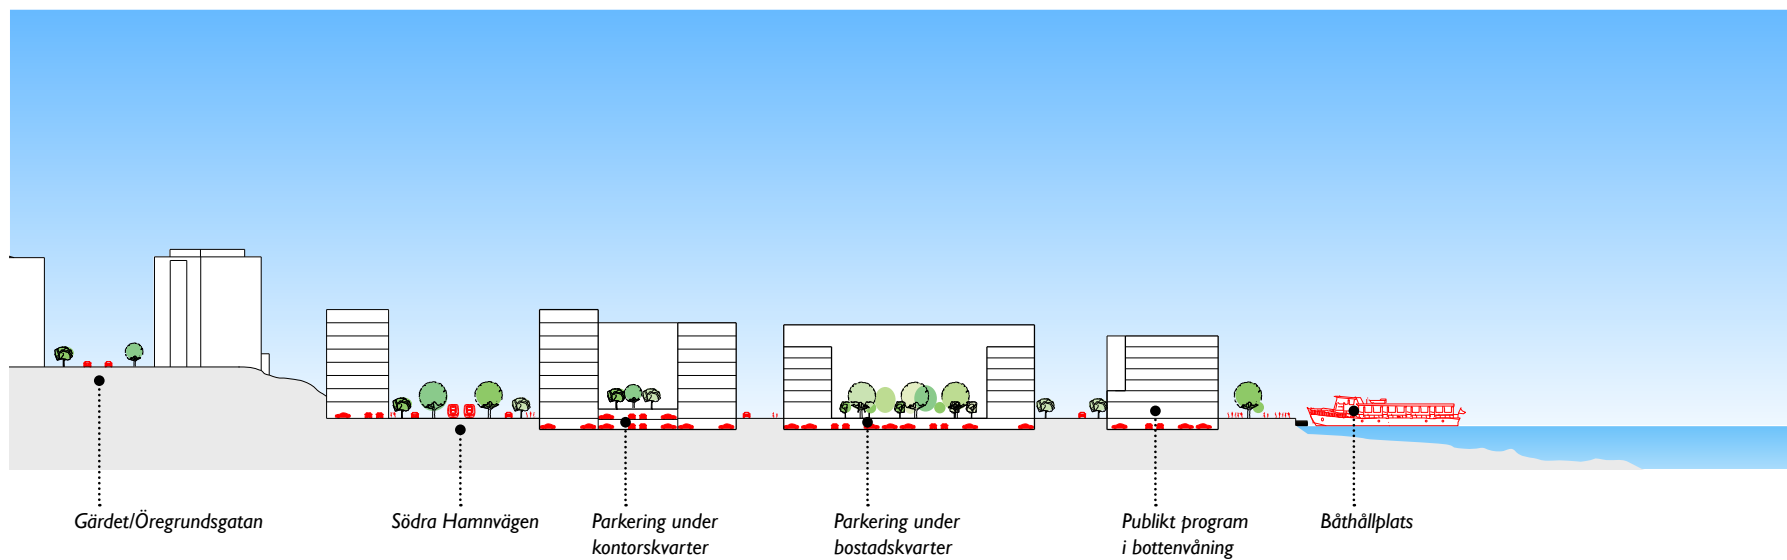 Gärdet/Öregrundsgatan
Södra Hamnvägen
Parkering under
kontorskvarter
Parkering under
bostadskvarter
Publikt program
i bottenvåning
Båthållplats